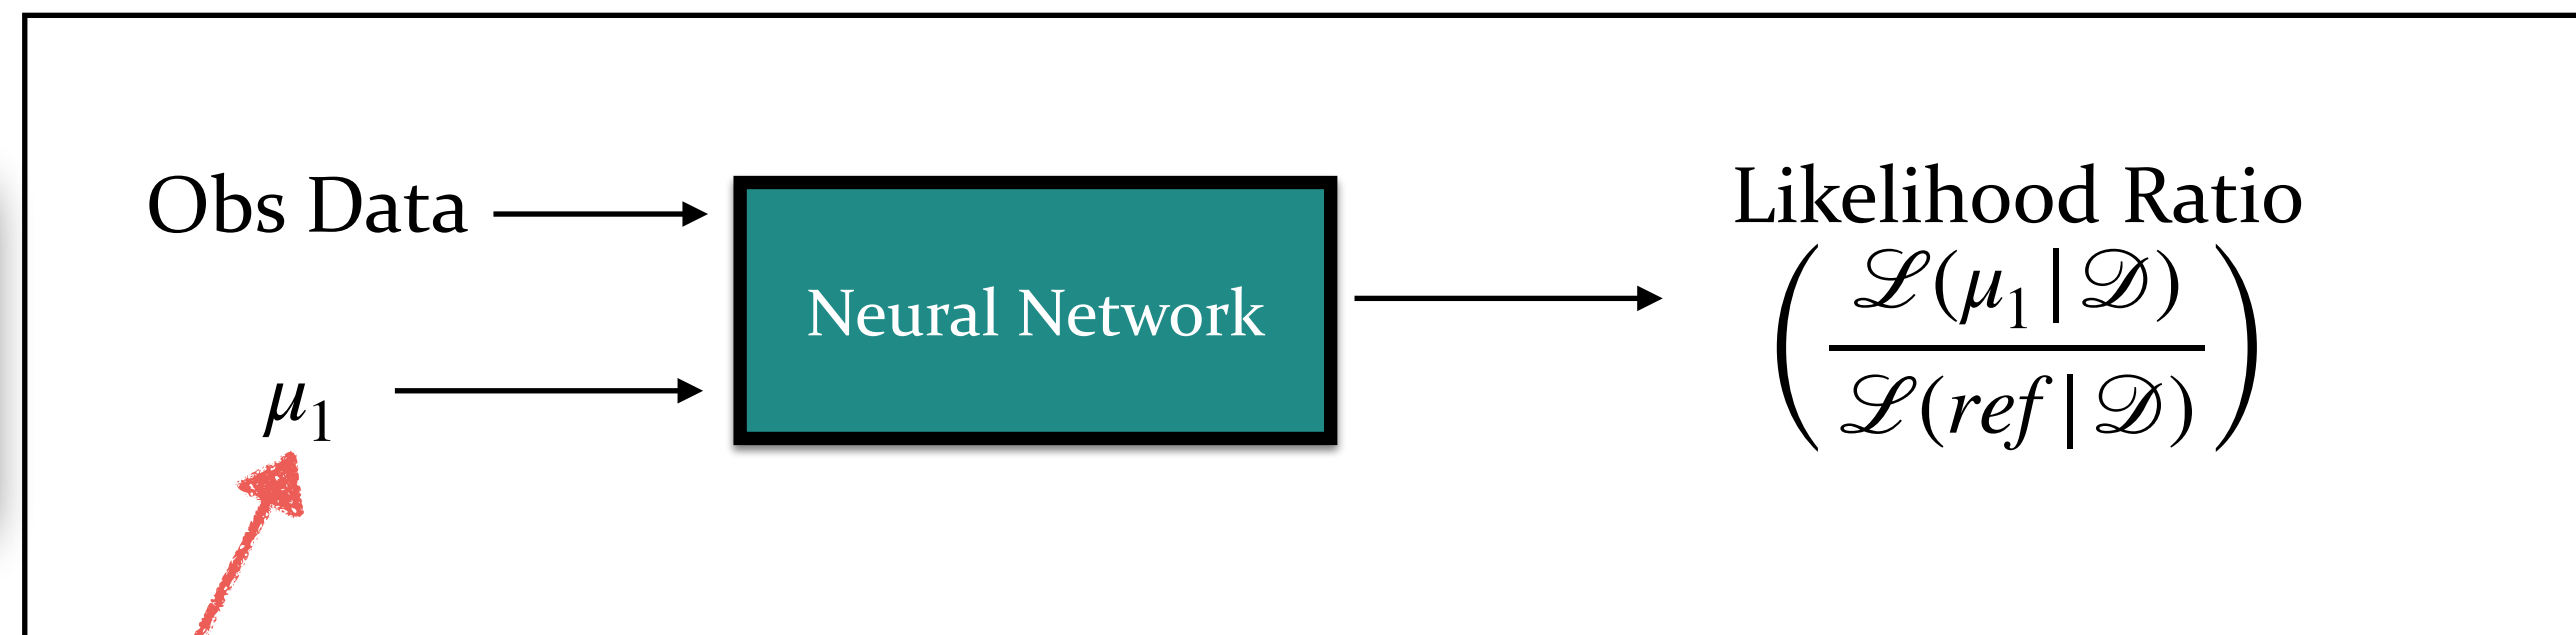 Obs Data
μ₁
Neural Network
Likelihood Ratio
(ℒ(μ₁ | 𝒟)
ℒ(ref | 𝒟))